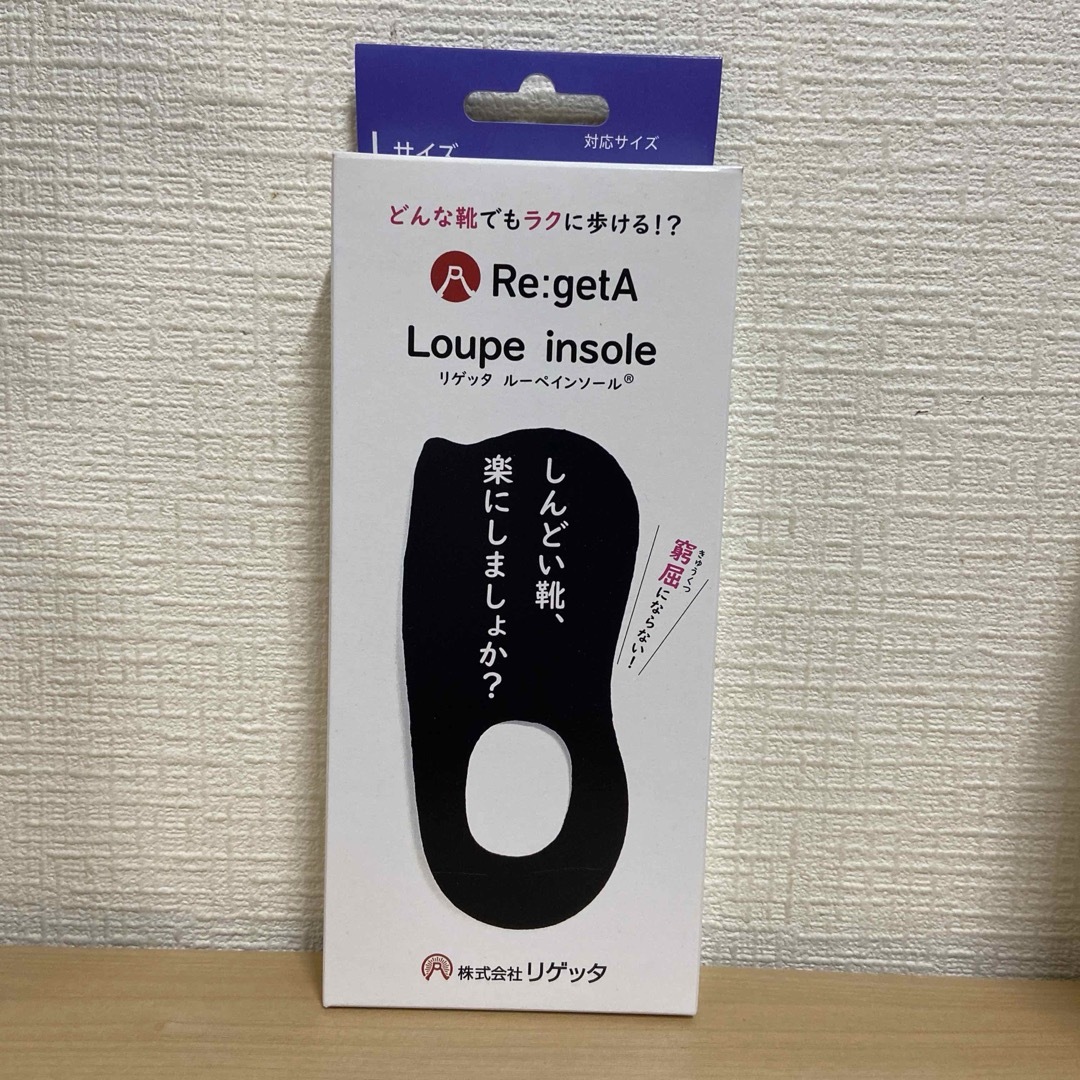 Lサイズ
対応サイズ
どんな靴でもラクに歩ける!?
Re:getA
Loupe insole
リゲッタ ルーペインソール®
しんどい靴、
楽にしましょか?
きゅうくつ
窮屈にならない!
株式会社リゲッタ